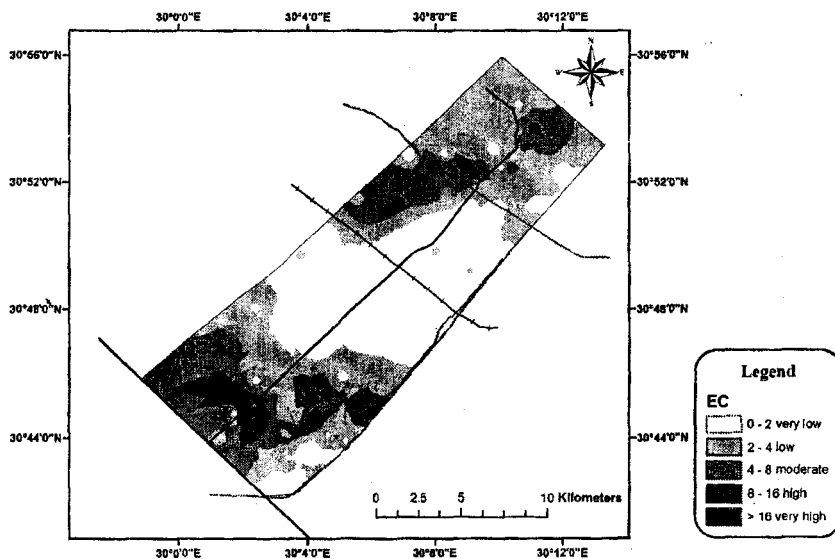 30°0'0"E 30°4'0"E 30°8'0"E 30°12'0"E
30°56'0"N 30°56'0"N
N
W E
S
30°52'0"N 30°52'0"N
30°48'0"N 30°48'0"N
30°44'0"N 30°44'0"N
0 2.5 5 10 Kilometers
30°0'0"E 30°4'0"E 30°8'0"E 30°12'0"E
Legend
EC
0 - 2 very low
2 - 4 low
4 - 8 moderate
8 - 16 high
> 16 very high